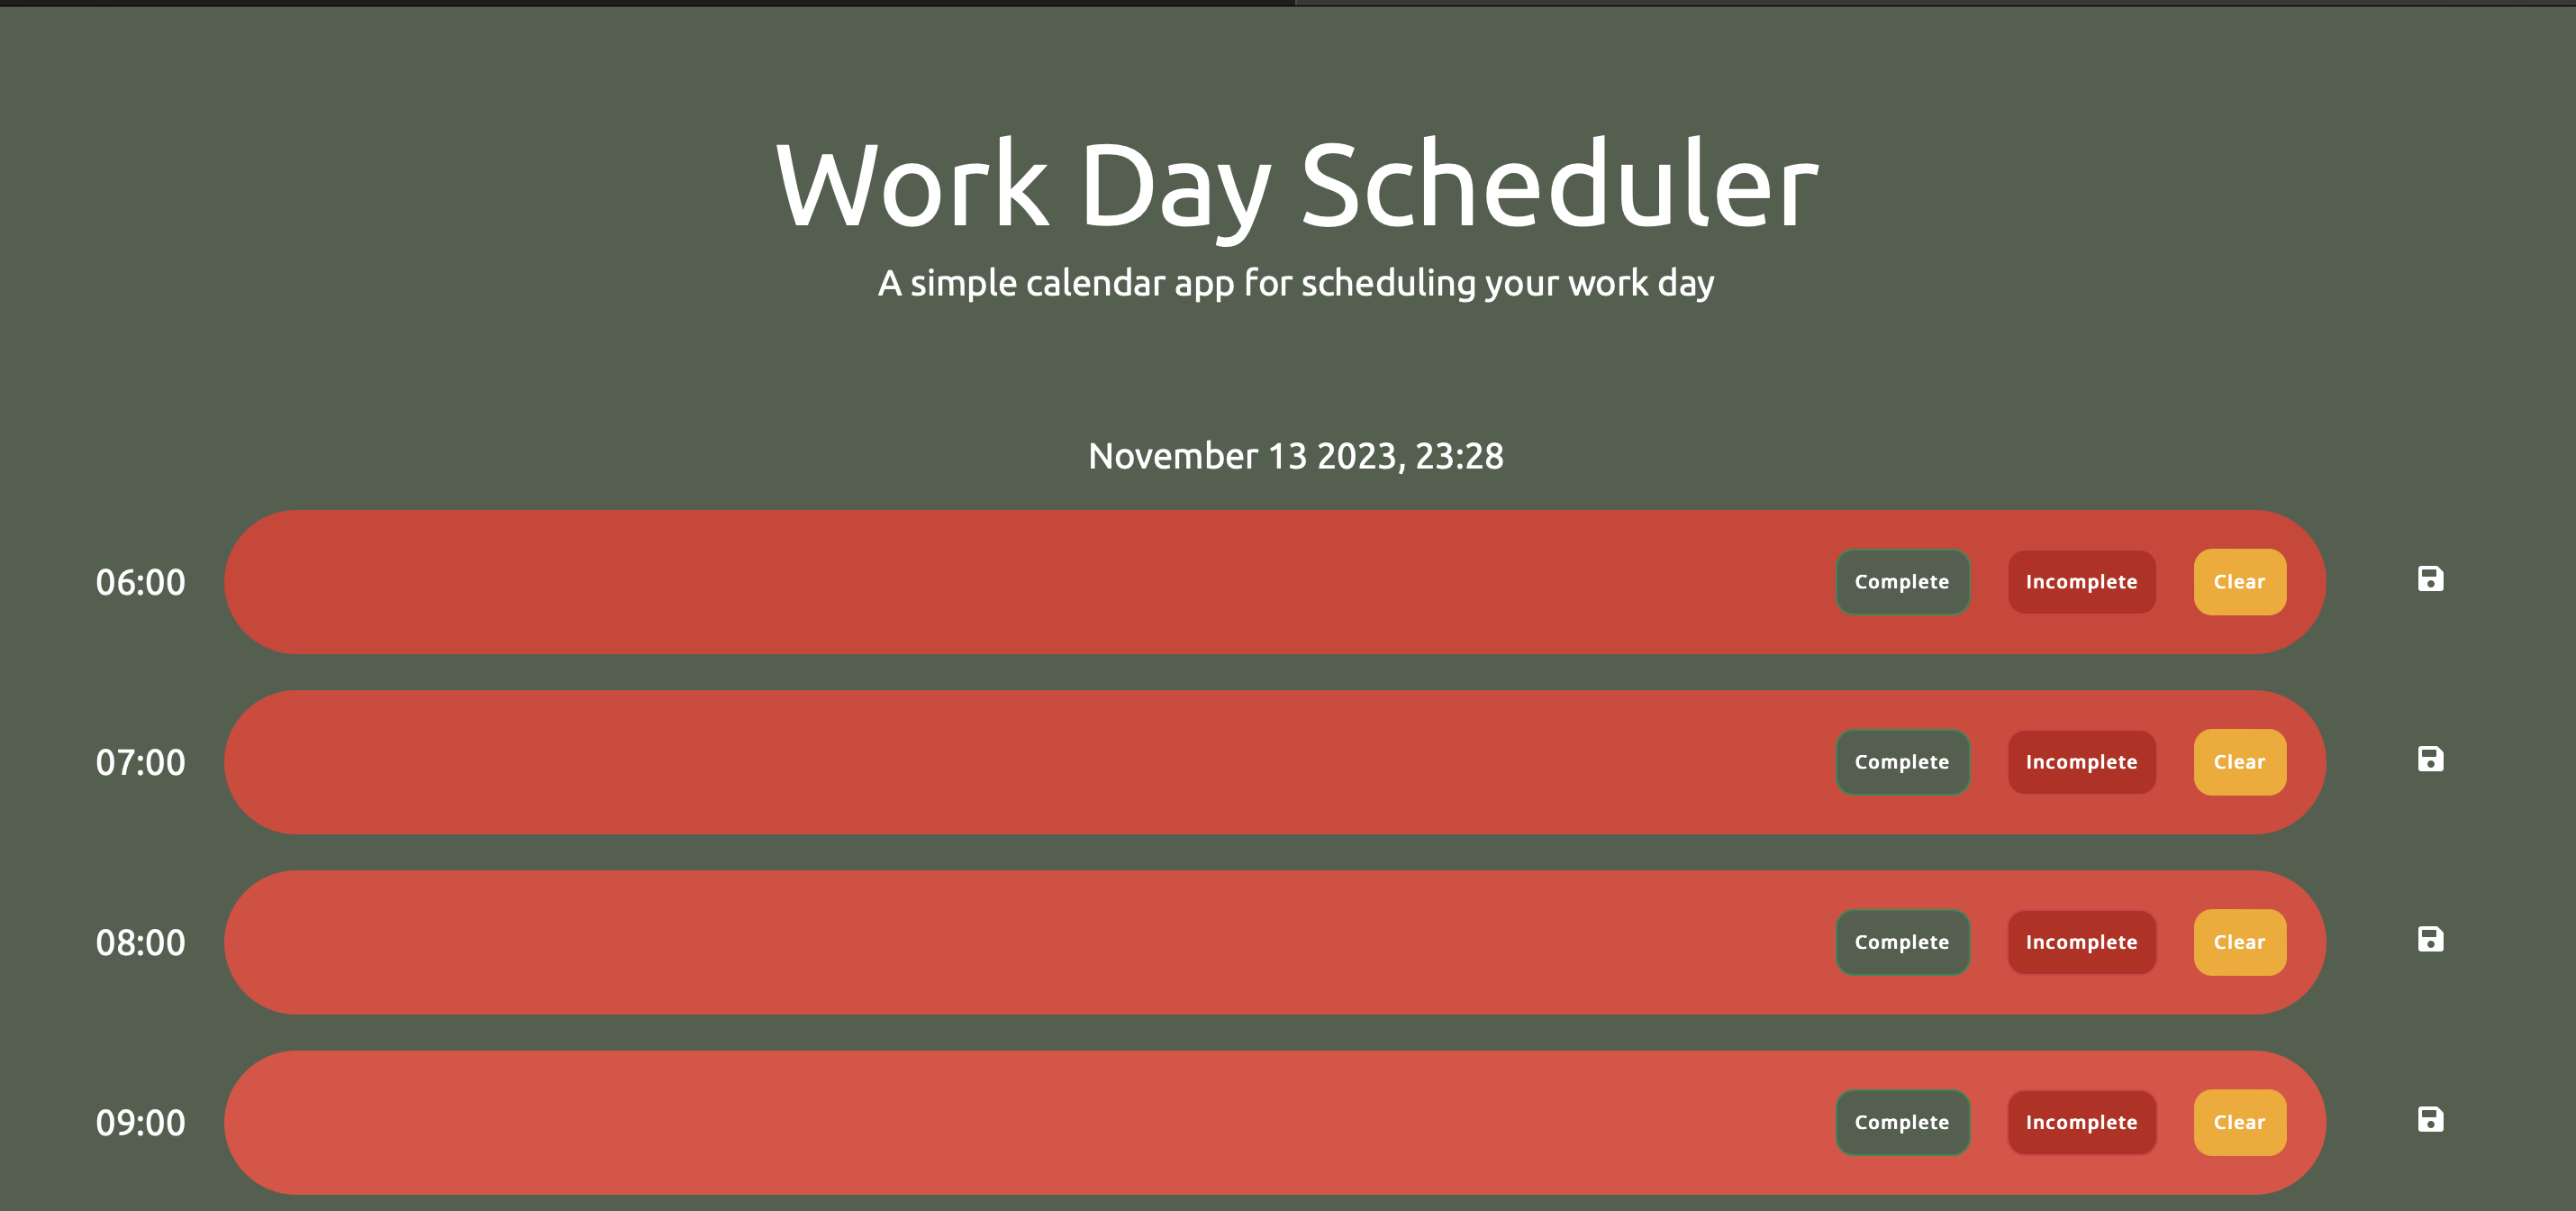 Work Day Scheduler
A simple calendar app for scheduling your work day
November 13 2023, 23:28
06:00 Complete Incomplete Clear
07:00 Complete Incomplete Clear
08:00 Complete Incomplete Clear
09:00 Complete Incomplete Clear